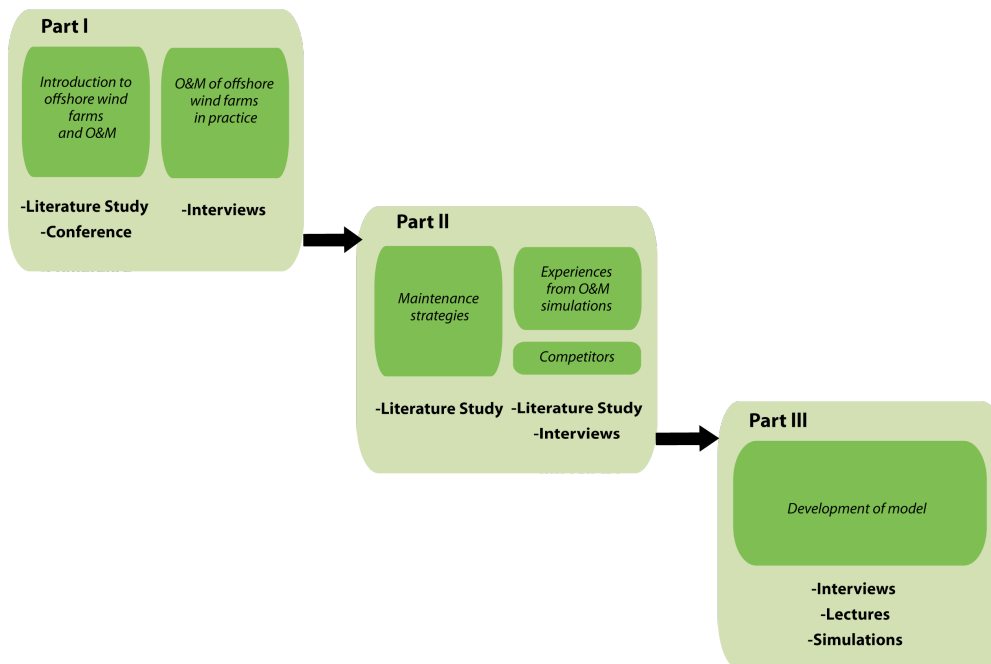 Part I
Introduction to
offshore wind
farms
and O&M
O&M of offshore
wind farms
in practice
-Literature Study
-Conference
-Interviews
Part II
Maintenance
strategies
Experiences
from O&M
simulations
Competitors
-Literature Study
-Literature Study
-Interviews
Part III
Development of model
-Interviews
-Lectures
-Simulations